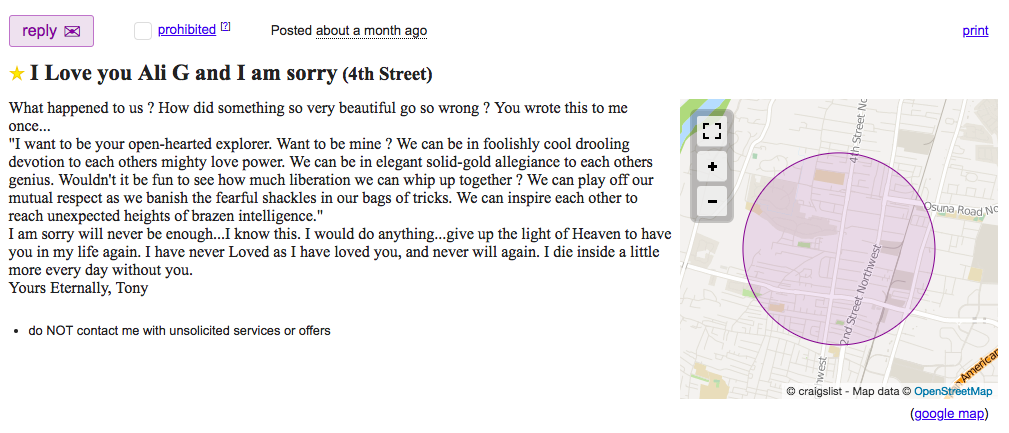 reply
prohibited [?]
Posted about a month ago
print
I Love you Ali G and I am sorry (4th Street)
What happened to us ? How did something so very beautiful go so wrong ? You wrote this to me
once...
"I want to be your open-hearted explorer. Want to be mine ? We can be in foolishly cool drooling
devotion to each others mighty love power. We can be in elegant solid-gold allegiance to each others
genius. Wouldn't it be fun to see how much liberation we can whip up together ? We can play off our
mutual respect as we banish the fearful shackles in our bags of tricks. We can inspire each other to
reach unexpected heights of brazen intelligence."
I am sorry will never be enough...I know this. I would do anything...give up the light of Heaven to have
you in my life again. I have never Loved as I have loved you, and never will again. I die inside a little
more every day without you.
Yours Eternally, Tony
do NOT contact me with unsolicited services or offers
+
-
4th Street No
Osuna Road No
2nd Street Northwest
hwest
American
© craigslist - Map data © OpenStreetMap
(google map)